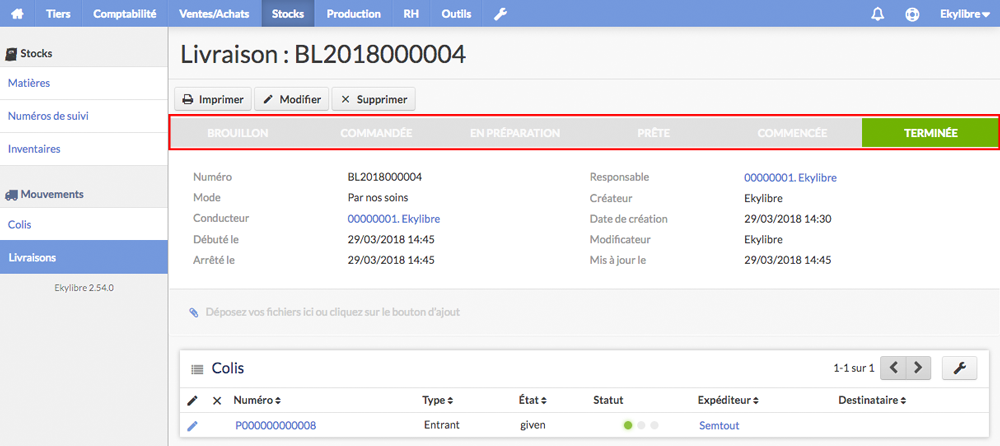 Tiers Comptabilité Ventes/Achats Stocks Production RH Outils Ekylibre
Stocks
Matières
Numéros de suivi
Inventaires
Mouvements
Colis
Livraisons
Ekylibre 2.54.0
Livraison : BL2018000004
Imprimer Modifier Supprimer
BROUILLON COMMANDÉE EN PRÉPARATION PRÊTE COMMENCÉE TERMINÉE
Numéro BL2018000004 Responsable 00000001. Ekylibre
Mode Par nos soins Créateur Ekylibre
Conducteur 00000001. Ekylibre Date de création 29/03/2018 14:30
Débuté le 29/03/2018 14:45 Modificateur Ekylibre
Arrêté le 29/03/2018 14:45 Mis à jour le 29/03/2018 14:45
Déposez vos fichiers ici ou cliquez sur le bouton d'ajout
Colis 1-1 sur 1
Numéro Type État Statut Expéditeur Destinataire
P000000000008 Entrant given Semtout